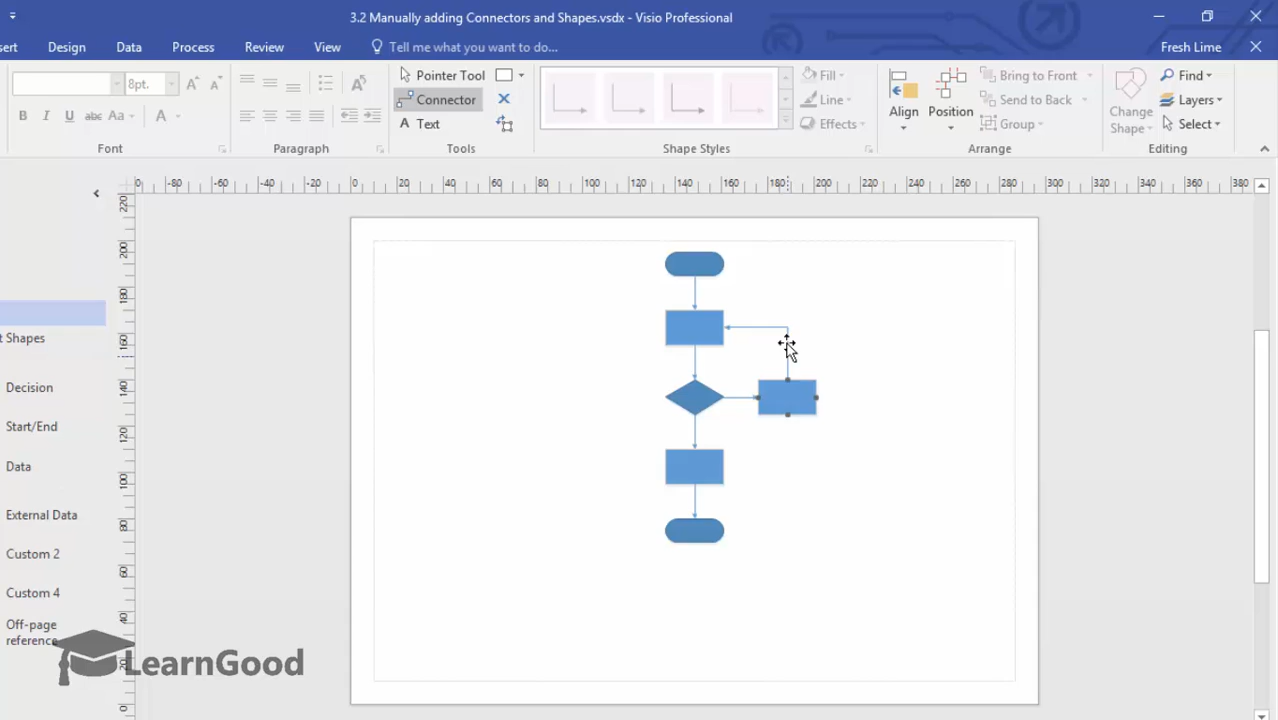 3.2 Manually adding Connectors and Shapes.vsdx - Visio Professional
sert Design Data Process Review View Tell me what you want to do... Fresh Lime
8pt. A A A Pointer Tool Fill Bring to Front Find
Connector Line Send to Back Layers
B I U abc Aa A A Text Effects Align Position Group Change Shape Select
Font Paragraph Tools Shape Styles Arrange Editing
0 -80 -60 -40 -20 0 20 40 60 80 100 120 140 160 180 200 220 240 260 280 300 320 340 360 380
220
200
180
160
140
120
100
80
60
40
20
0
t Shapes
Decision
Start/End
Data
External Data
Custom 2
Custom 4
Off-page
reference
LearnGood